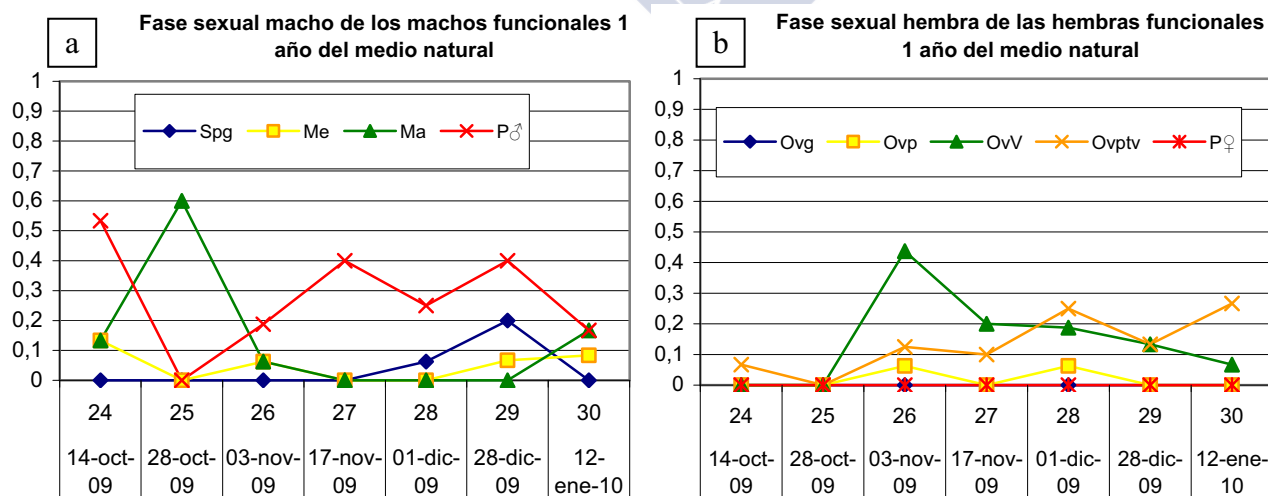 a
Fase sexual macho de los machos funcionales 1
año del medio natural
1
0,9
0,8
0,7
0,6
0,5
0,4
0,3
0,2
0,1
0
Spg Me Ma P♂
24 25 26 27 28 29 30
14-oct- 28-oct- 03-nov- 17-nov- 01-dic- 28-dic- 12-
09 09 09 09 09 09 ene-10
b
Fase sexual hembra de las hembras funcionales
1 año del medio natural
1
0,9
0,8
0,7
0,6
0,5
0,4
0,3
0,2
0,1
0
Ovg Ovp OvV Ovptv P♀
24 25 26 27 28 29 30
14-oct- 28-oct- 03-nov- 17-nov- 01-dic- 28-dic- 12-ene-
09 09 09 09 09 09 10